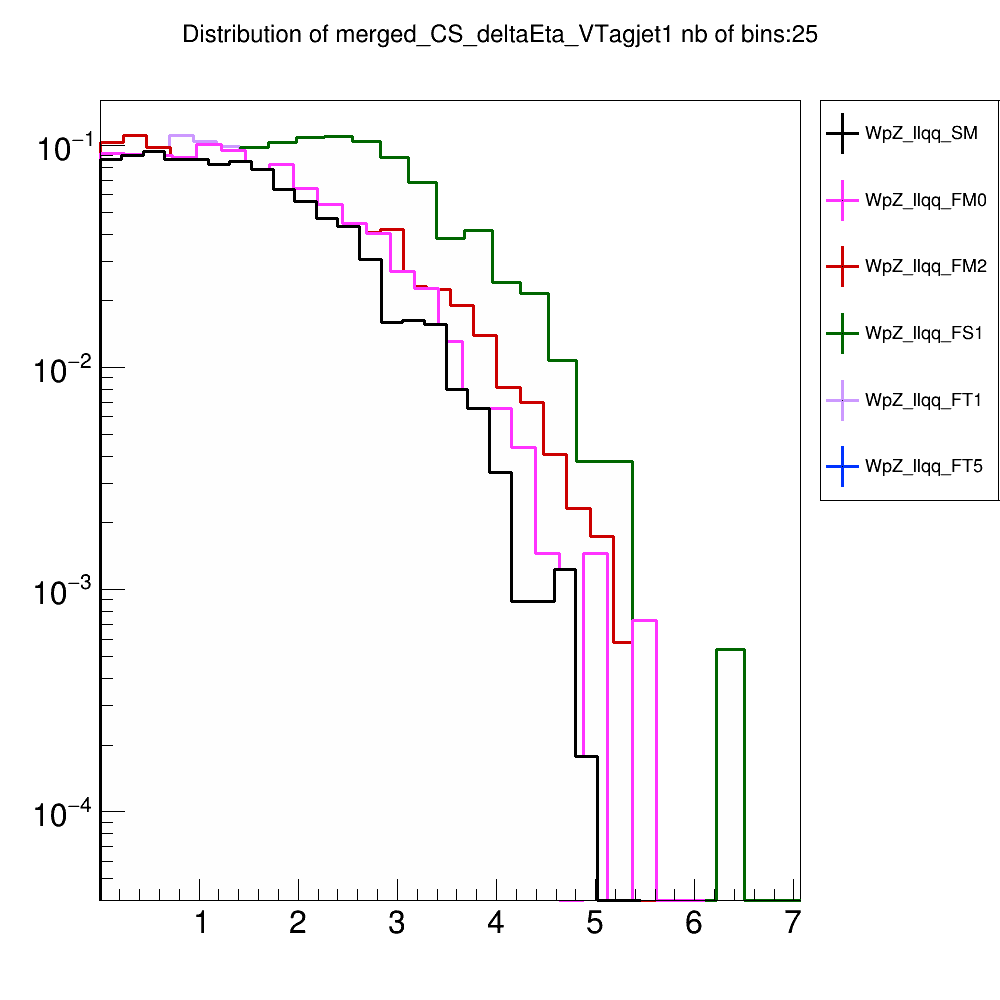 Distribution of merged_CS_deltaEta_VTagjet1 nb of bins:25
10−1
10−2
10−3
10−4
1 2 3 4 5 6 7
WpZ_llqq_SM
WpZ_llqq_FM0
WpZ_llqq_FM2
WpZ_llqq_FS1
WpZ_llqq_FT1
WpZ_llqq_FT5